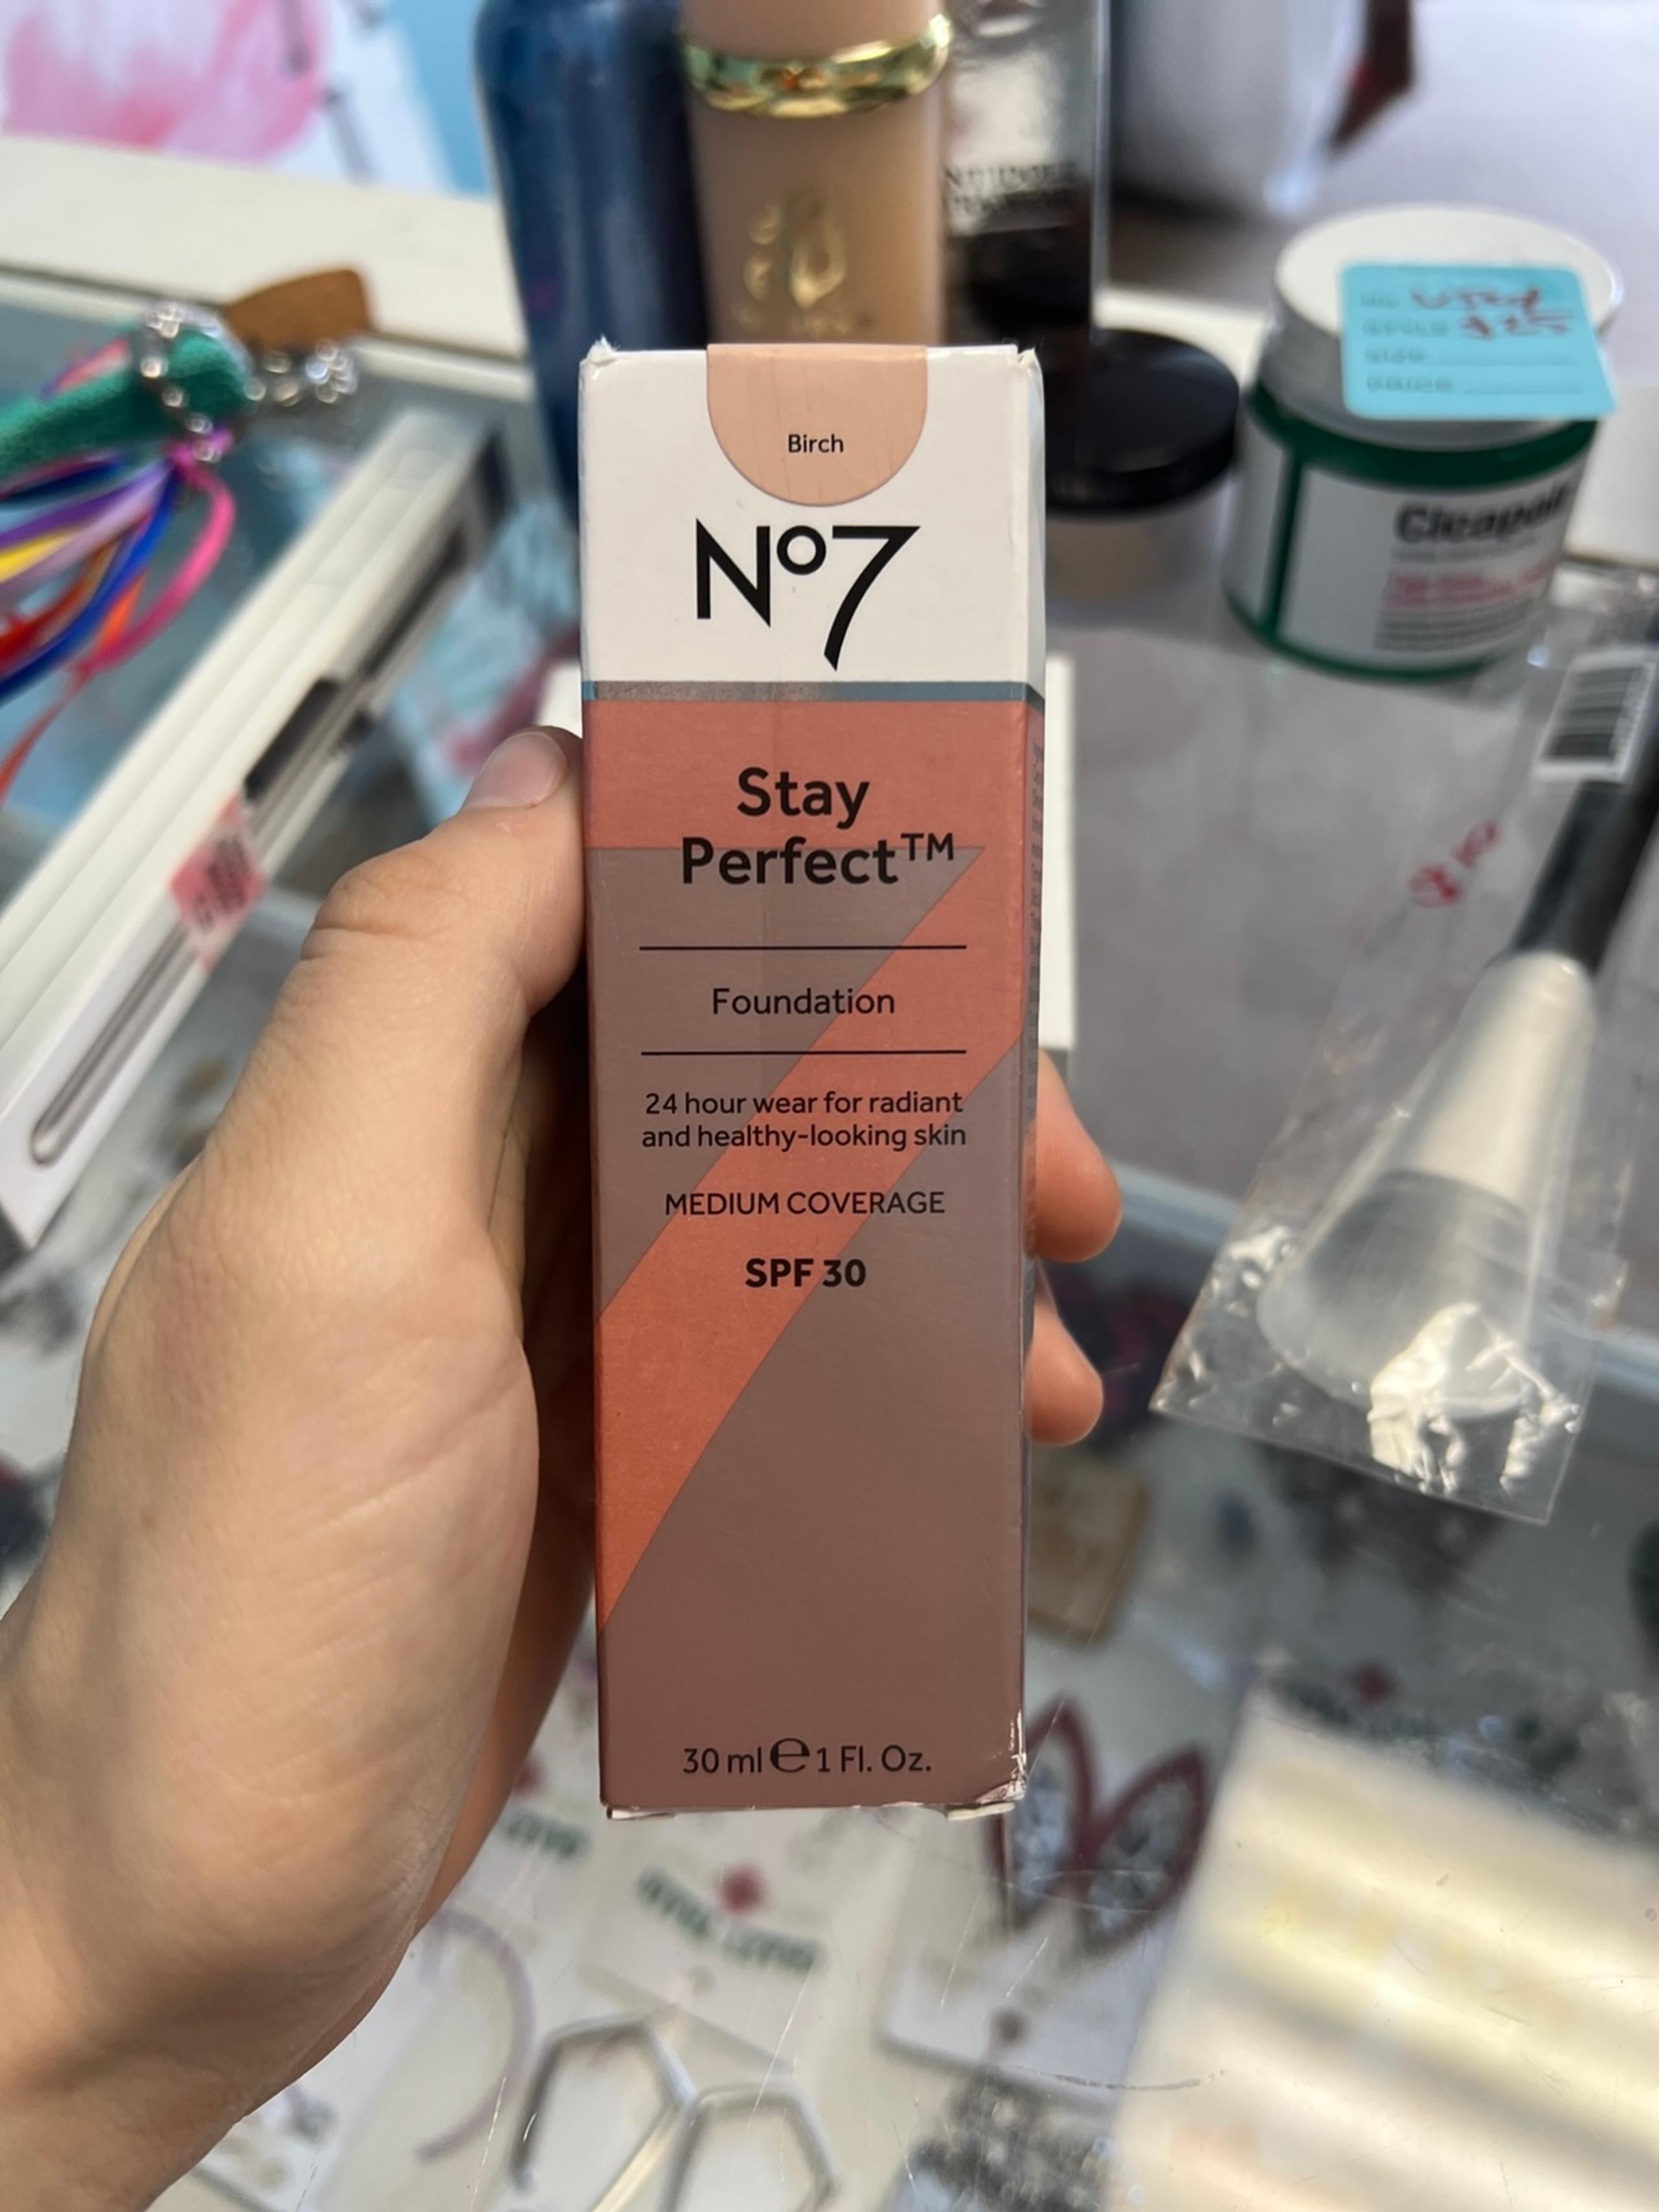 Birch
No7
Stay
Perfect™
Foundation
24 hour wear for radiant
and healthy-looking skin
MEDIUM COVERAGE
SPF 30
30 ml ℮ 1 Fl. Oz.
Cicapair